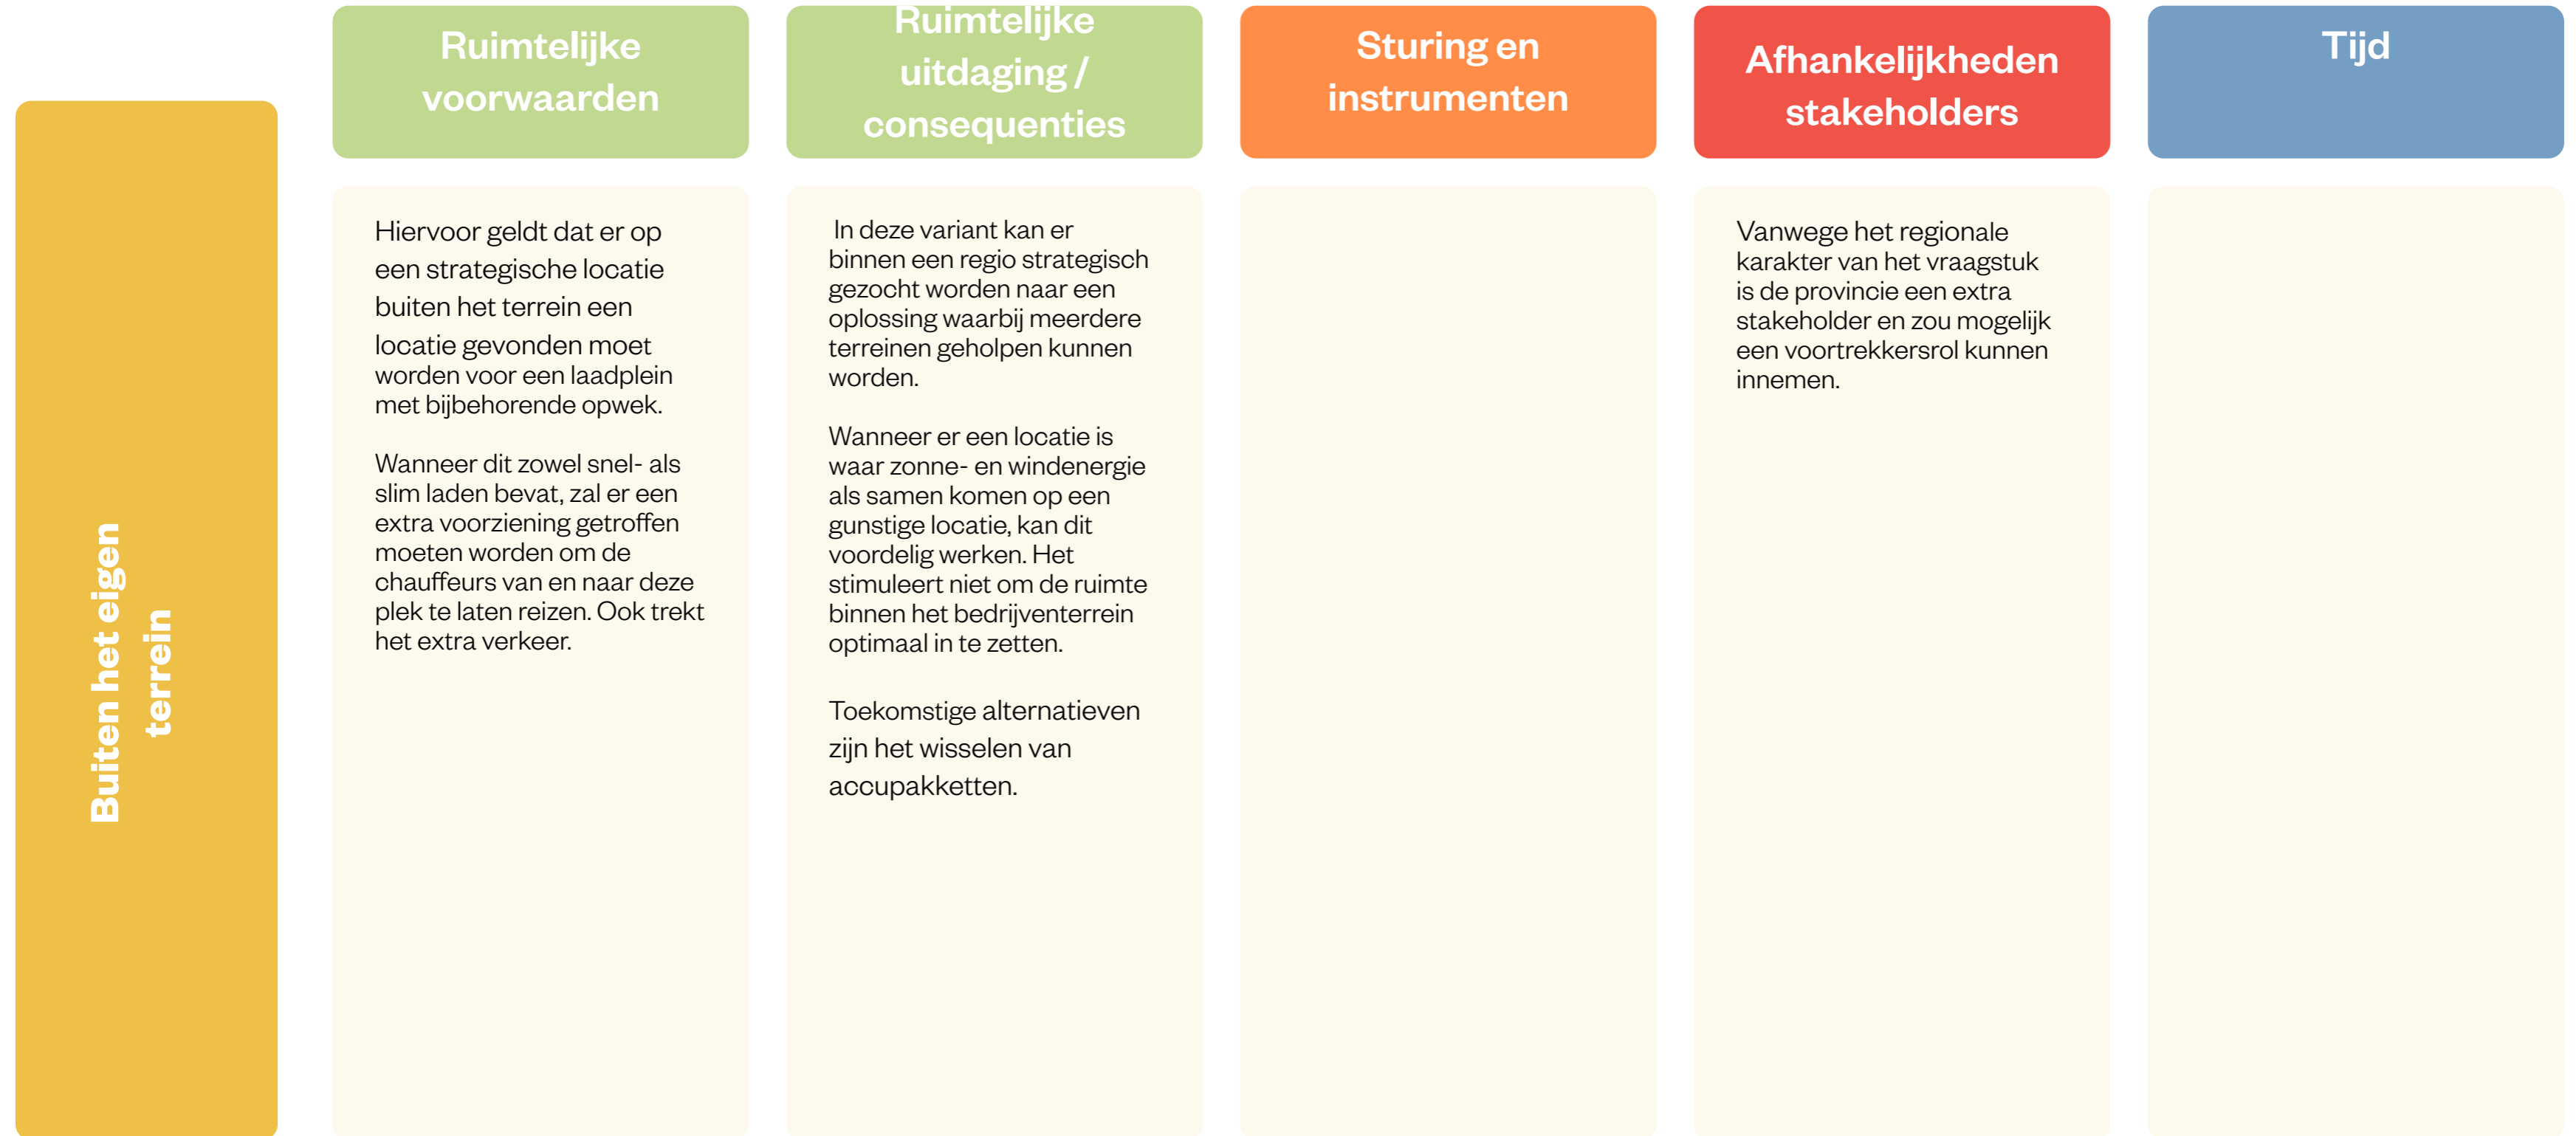 Ruimtelijke
voorwaarden
Ruimtelijke
uitdaging /
consequenties
Sturing en
instrumenten
Afhankelijkheden
stakeholders
Tijd
Buiten het eigen
terrein
Hiervoor geldt dat er op
een strategische locatie
buiten het terrein een
locatie gevonden moet
worden voor een laadplein
met bijbehorende opwek.
Wanneer dit zowel snel- als
slim laden bevat, zal er een
extra voorziening getroffen
moeten worden om de
chauffeurs van en naar deze
plek te laten reizen. Ook trekt
het extra verkeer.
In deze variant kan er
binnen een regio strategisch
gezocht worden naar een
oplossing waarbij meerdere
terreinen geholpen kunnen
worden.
Wanneer er een locatie is
waar zonne- en windenergie
als samen komen op een
gunstige locatie, kan dit
voordelig werken. Het
stimuleert niet om de ruimte
binnen het bedrijventerrein
optimaal in te zetten.
Toekomstige alternatieven
zijn het wisselen van
accupakketten.
Vanwege het regionale
karakter van het vraagstuk
is de provincie een extra
stakeholder en zou mogelijk
een voortrekkersrol kunnen
innemen.